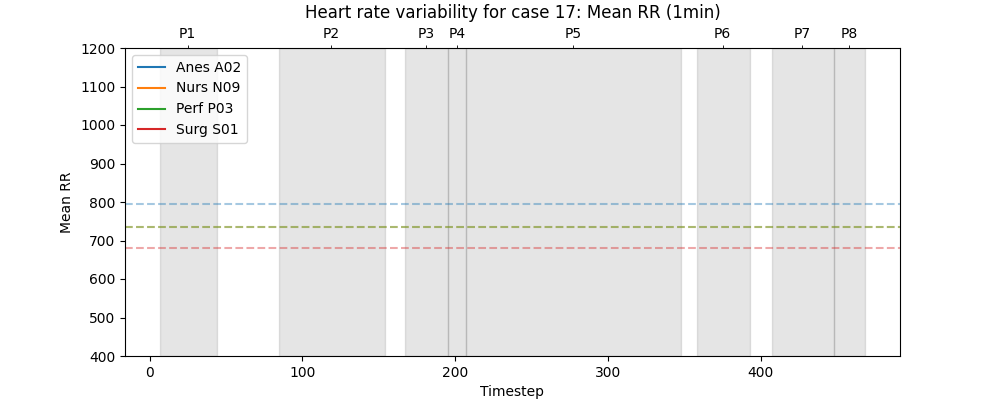 Heart rate variability for case 17: Mean RR (1min)
P1 P2 P3 P4 P5 P6 P7 P8
1200
1100
1000
900
800
700
600
500
400
Mean RR
Anes A02
Nurs N09
Perf P03
Surg S01
0 100 200 300 400
Timestep